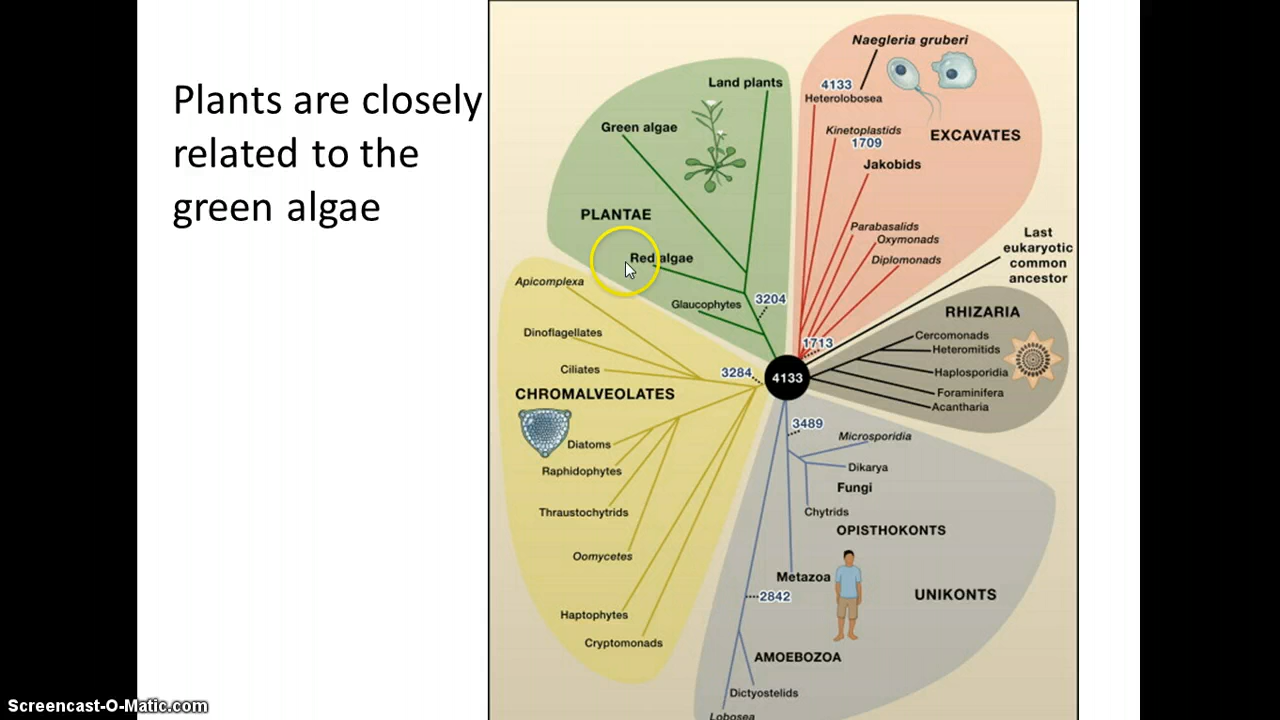 Plants are closely
related to the
green algae
Naegleria gruberi
4133
Heterolobosea
Kinetoplastids
1709
EXCAVATES
Jakobids
Parabasalids
Oxymonads
Diplomonads
1713
Land plants
Green algae
PLANTAE
Red algae
Glaucophytes
3204
Last
eukaryotic
common
ancestor
RHIZARIA
Cercomonads
Heteromitids
Haplosporidia
Foraminifera
Acantharia
4133
Apicomplexa
Dinoflagellates
Ciliates
3284
CHROMALVEOLATES
Diatoms
Raphidophytes
Thraustochytrids
Oomycetes
Haptophytes
Cryptomonads
3489
Microsporidia
Dikarya
Fungi
Chytrids
OPISTHOKONTS
Metazoa
UNIKONTS
2842
AMOEBOZOA
Dictyostelids
Lobosea
Screencast-O-Matic.com